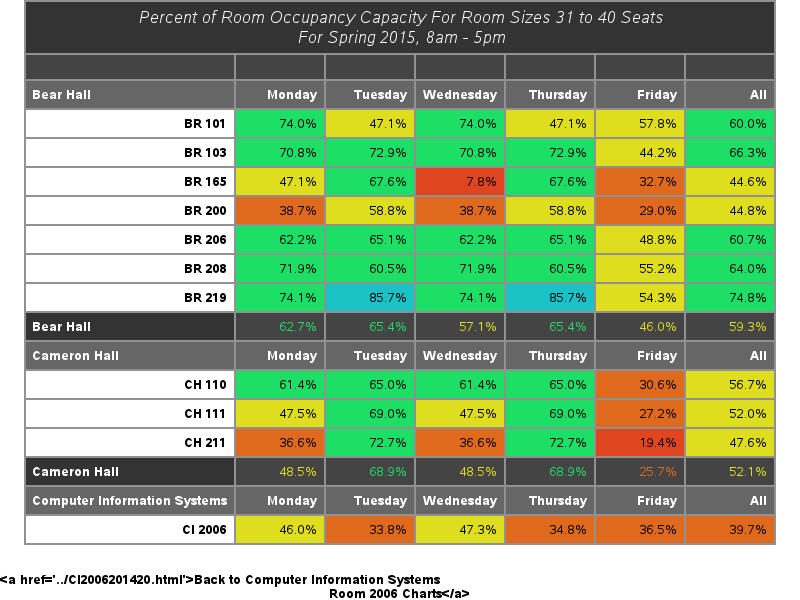 Percent of Room Occupancy Capacity For Room Sizes 31 to 40 Seats
For Spring 2015, 8am - 5pm
Bear Hall Monday Tuesday Wednesday Thursday Friday All
BR 101 74.0% 47.1% 74.0% 47.1% 57.8% 60.0%
BR 103 70.8% 72.9% 70.8% 72.9% 44.2% 66.3%
BR 165 47.1% 67.6% 7.8% 67.6% 32.7% 44.6%
BR 200 38.7% 58.8% 38.7% 58.8% 29.0% 44.8%
BR 206 62.2% 65.1% 62.2% 65.1% 48.8% 60.7%
BR 208 71.9% 60.5% 71.9% 60.5% 55.2% 64.0%
BR 219 74.1% 85.7% 74.1% 85.7% 54.3% 74.8%
Bear Hall 62.7% 65.4% 57.1% 65.4% 46.0% 59.3%
Cameron Hall Monday Tuesday Wednesday Thursday Friday All
CH 110 61.4% 65.0% 61.4% 65.0% 30.6% 56.7%
CH 111 47.5% 69.0% 47.5% 69.0% 27.2% 52.0%
CH 211 36.6% 72.7% 36.6% 72.7% 19.4% 47.6%
Cameron Hall 48.5% 68.9% 48.5% 68.9% 25.7% 52.1%
Computer Information Systems Monday Tuesday Wednesday Thursday Friday All
CI 2006 46.0% 33.8% 47.3% 34.8% 36.5% 39.7%
<a href='../CI2006201420.html'>Back to Computer Information Systems
Room 2006 Charts</a>